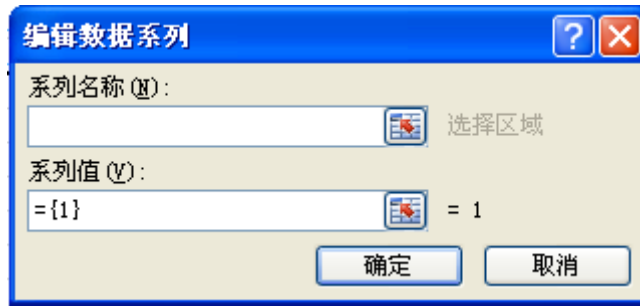 编辑数据系列
系列名称(N):
选择区域
系列值(V):
={1}
= 1
确定 取消